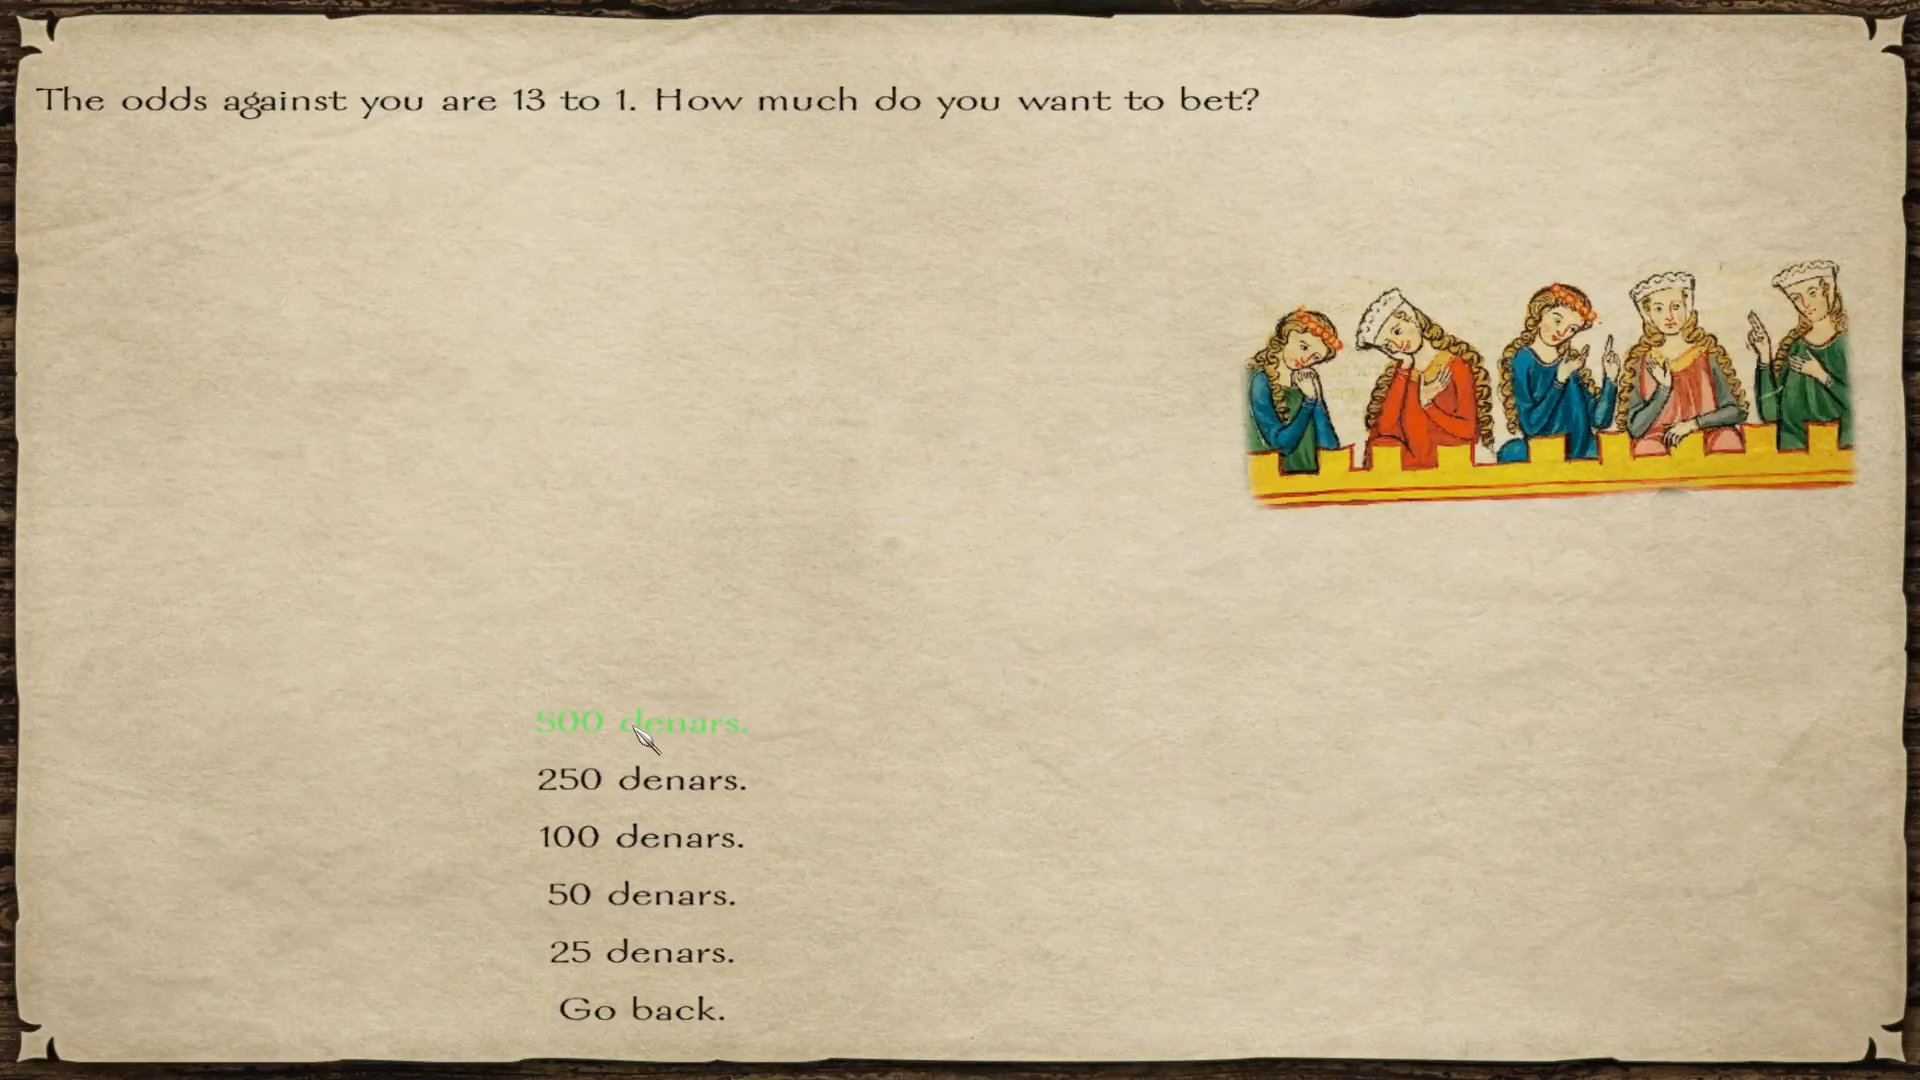 The odds against you are 13 to 1. How much do you want to bet?
500 denars.
250 denars.
100 denars.
50 denars.
25 denars.
Go back.